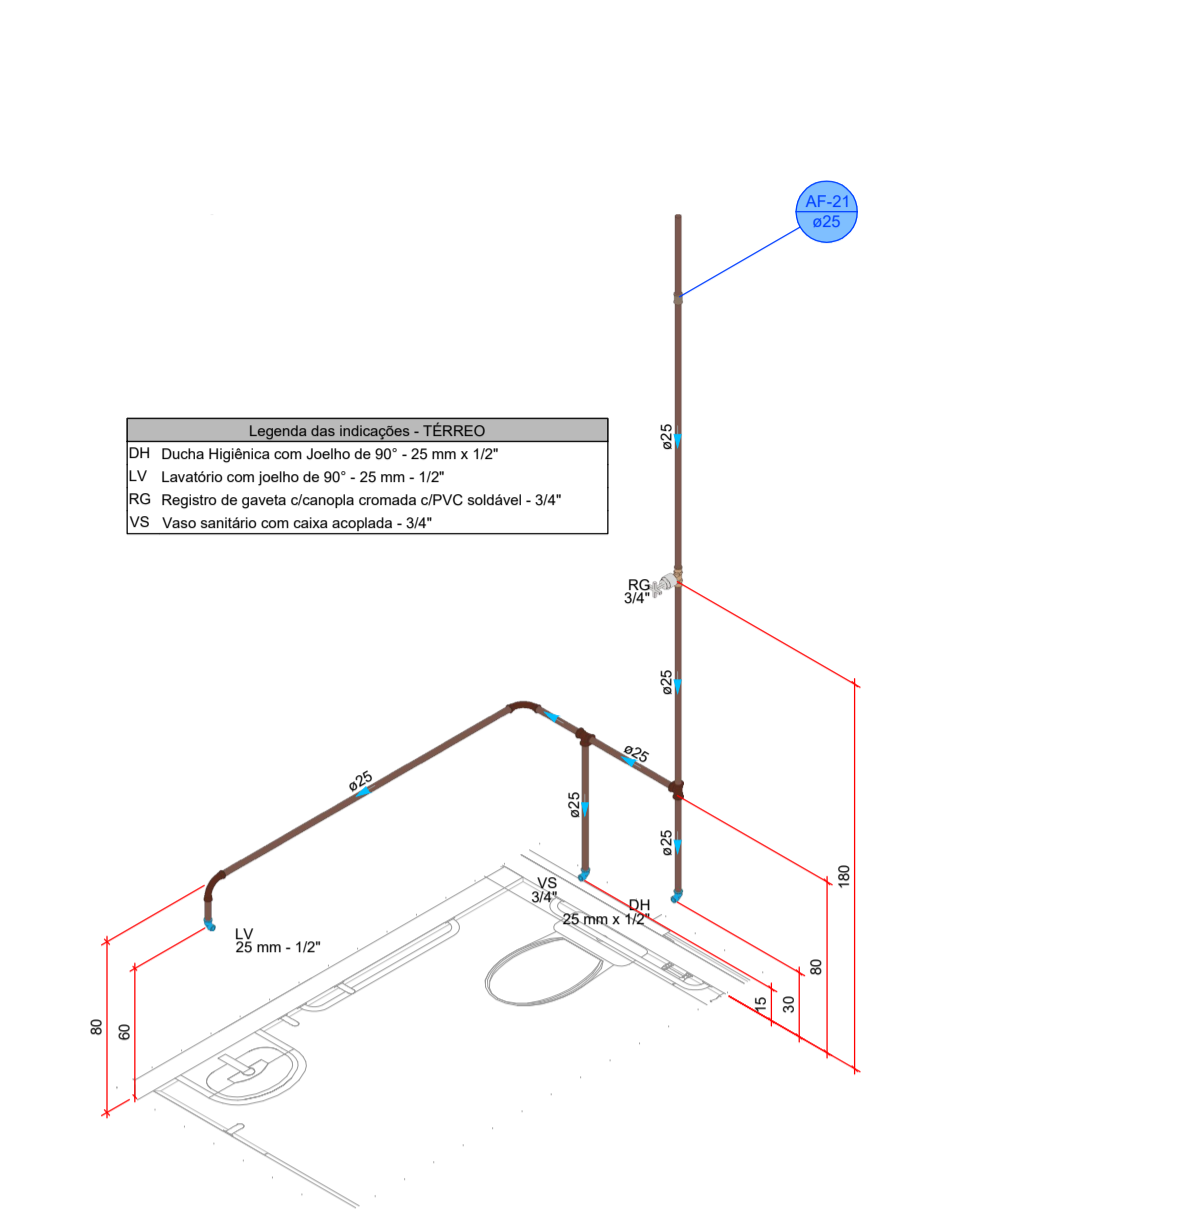 AF-21
ø25
Legenda das indicações - TÉRREO
DH Ducha Higiênica com Joelho de 90° - 25 mm x 1/2"
LV Lavatório com joelho de 90° - 25 mm - 1/2"
RG Registro de gaveta c/canopla cromada c/PVC soldável - 3/4"
VS Vaso sanitário com caixa acoplada - 3/4"
ø25
RG
3/4"
ø25
ø25
ø25
ø25
ø25
VS
3/4"
DH
25 mm x 1/2"
LV
25 mm - 1/2"
180
80
30
15
80
60